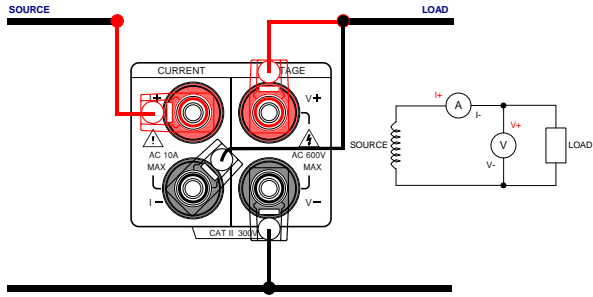 SOURCE LOAD
CURRENT TAGE
I+ V+
AC 10A AC 600V
MAX MAX
I- V-
CAT II 300V
I+
A
I-
V+
SOURCE V LOAD
V-